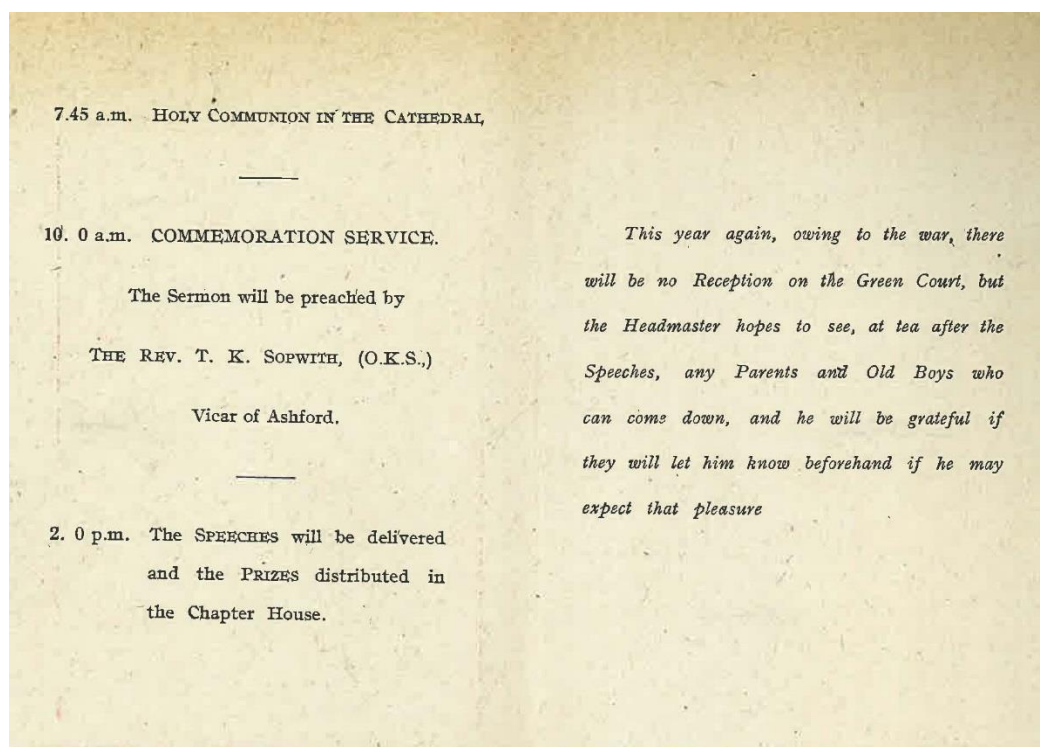 7.45 a.m. HOLY COMMUNION IN THE CATHEDRAL
10. 0 a.m. COMMEMORATION SERVICE.
The Sermon will be preached by
THE REV. T. K. SOPWITH, (O.K.S.,)
Vicar of Ashford.
2. 0 p.m. The SPEECHES will be delivered
and the PRIZES distributed in
the Chapter House.
This year again, owing to the war, there
will be no Reception on the Green Court, but
the Headmaster hopes to see, at tea after the
Speeches, any Parents and Old Boys who
can come down, and he will be grateful if
they will let him know beforehand if he may
expect that pleasure